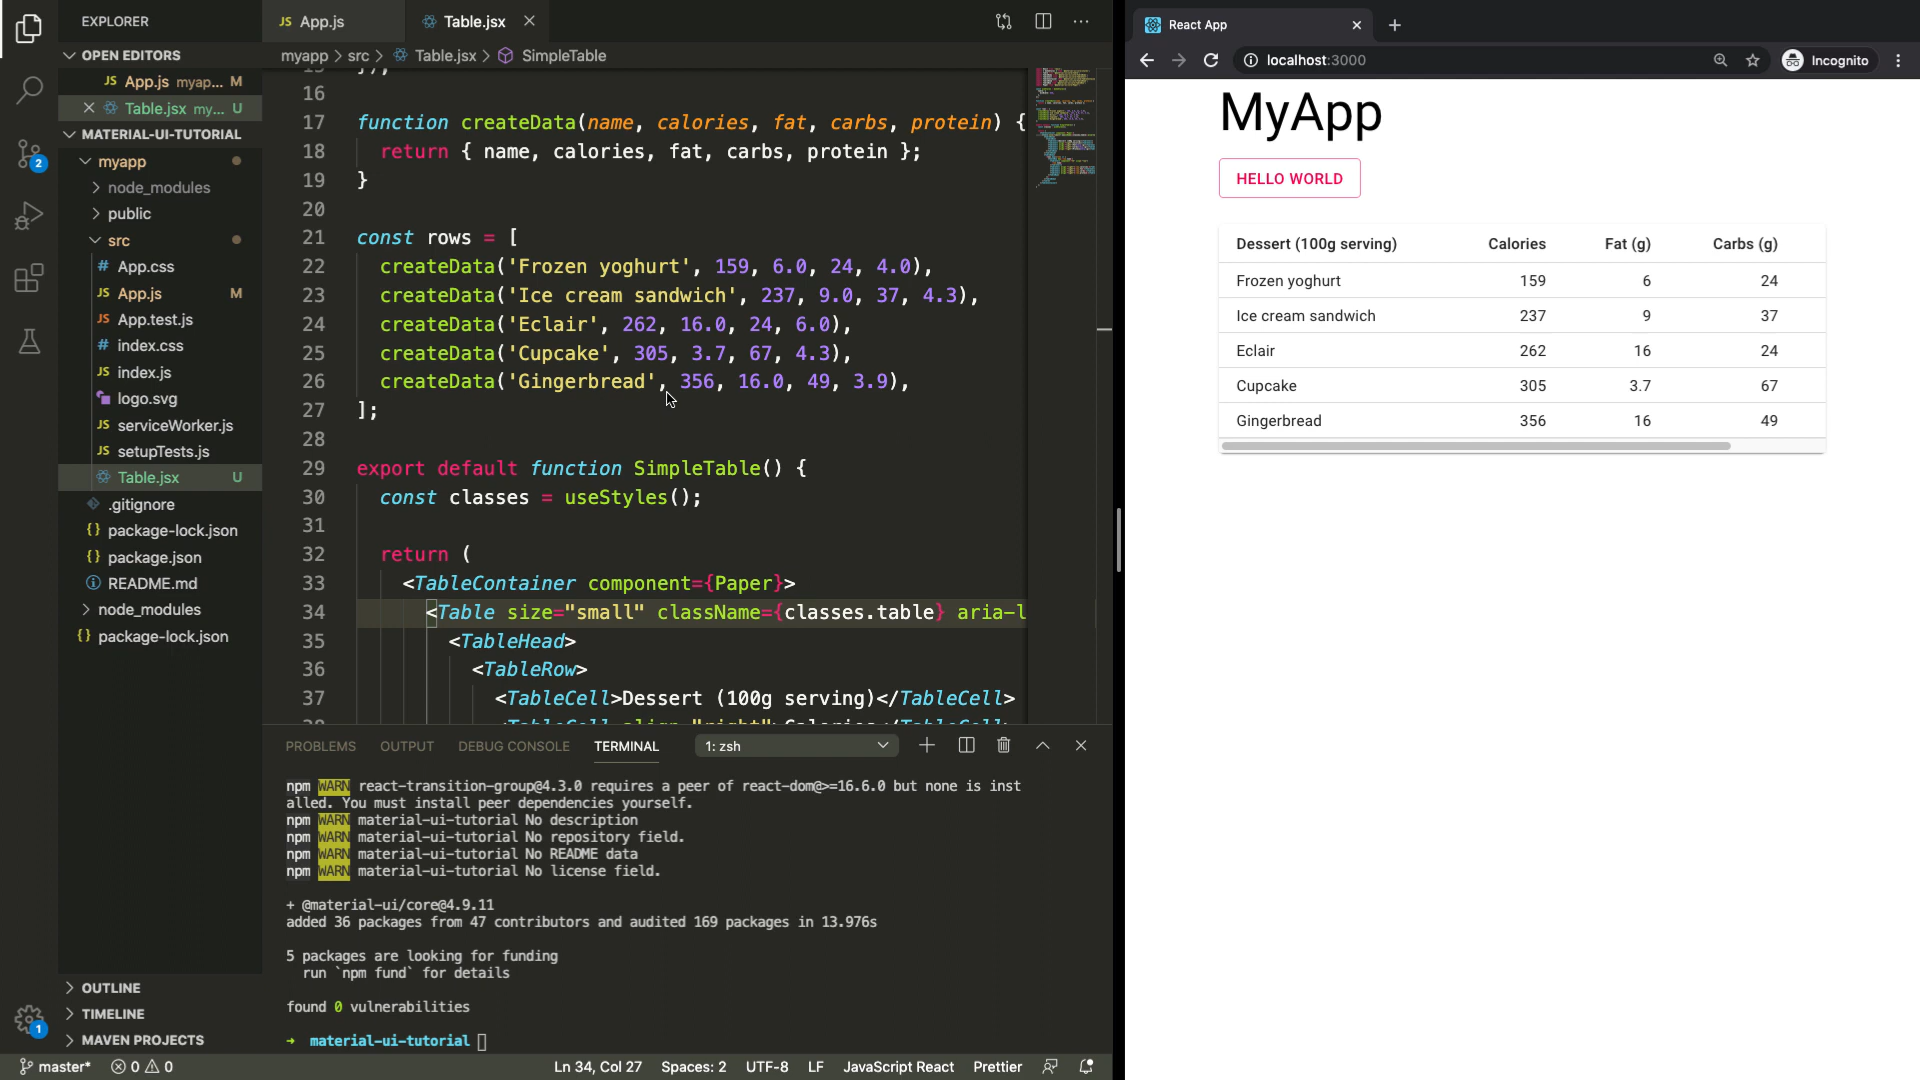 EXPLORER
OPEN EDITORS
JS App.js myap... M
Table.jsx my... U
MATERIAL-UI-TUTORIAL
myapp
node_modules
public
src
# App.css
JS App.js M
JS App.test.js
# index.css
JS index.js
logo.svg
JS serviceWorker.js
JS setupTests.js
Table.jsx U
.gitignore
{} package-lock.json
{} package.json
README.md
node_modules
{} package-lock.json
OUTLINE
TIMELINE
MAVEN PROJECTS
2
1
JS App.js
Table.jsx
myapp > src > Table.jsx > SimpleTable
15 });
16
17 function createData(name, calories, fat, carbs, protein) {
18 return { name, calories, fat, carbs, protein };
19 }
20
21 const rows = [
22 createData('Frozen yoghurt', 159, 6.0, 24, 4.0),
23 createData('Ice cream sandwich', 237, 9.0, 37, 4.3),
24 createData('Eclair', 262, 16.0, 24, 6.0),
25 createData('Cupcake', 305, 3.7, 67, 4.3),
26 createData('Gingerbread', 356, 16.0, 49, 3.9),
27 ];
28
29 export default function SimpleTable() {
30 const classes = useStyles();
31
32 return (
33 <TableContainer component={Paper}>
34 <Table size="small" className={classes.table} aria-l
35 <TableHead>
36 <TableRow>
37 <TableCell>Dessert (100g serving)</TableCell>
38 <TableCell align="right">Calories</TableCell>
PROBLEMS OUTPUT DEBUG CONSOLE TERMINAL 1: zsh
npm WARN react-transition-group@4.3.0 requires a peer of react-dom@>=16.6.0 but none is inst
alled. You must install peer dependencies yourself.
npm WARN material-ui-tutorial No description
npm WARN material-ui-tutorial No repository field.
npm WARN material-ui-tutorial No README data
npm WARN material-ui-tutorial No license field.
+ @material-ui/core@4.9.11
added 36 packages from 47 contributors and audited 169 packages in 13.976s
5 packages are looking for funding
run `npm fund` for details
found 0 vulnerabilities
→ material-ui-tutorial
master* 0 0 Ln 34, Col 27 Spaces: 2 UTF-8 LF JavaScript React Prettier
React App
localhost:3000 Incognito
MyApp
HELLO WORLD
Dessert (100g serving) Calories Fat (g) Carbs (g)
Frozen yoghurt 159 6 24
Ice cream sandwich 237 9 37
Eclair 262 16 24
Cupcake 305 3.7 67
Gingerbread 356 16 49